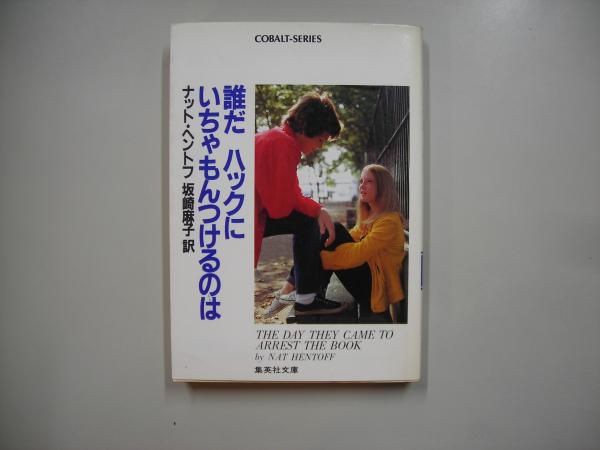 COBALT-SERIES
誰だ ハックに
いちゃもんつけるのは
ナット・ヘントフ 坂崎麻子 訳
THE DAY THEY CAME TO
ARREST THE BOOK
by NAT HENTOFF
集英社文庫